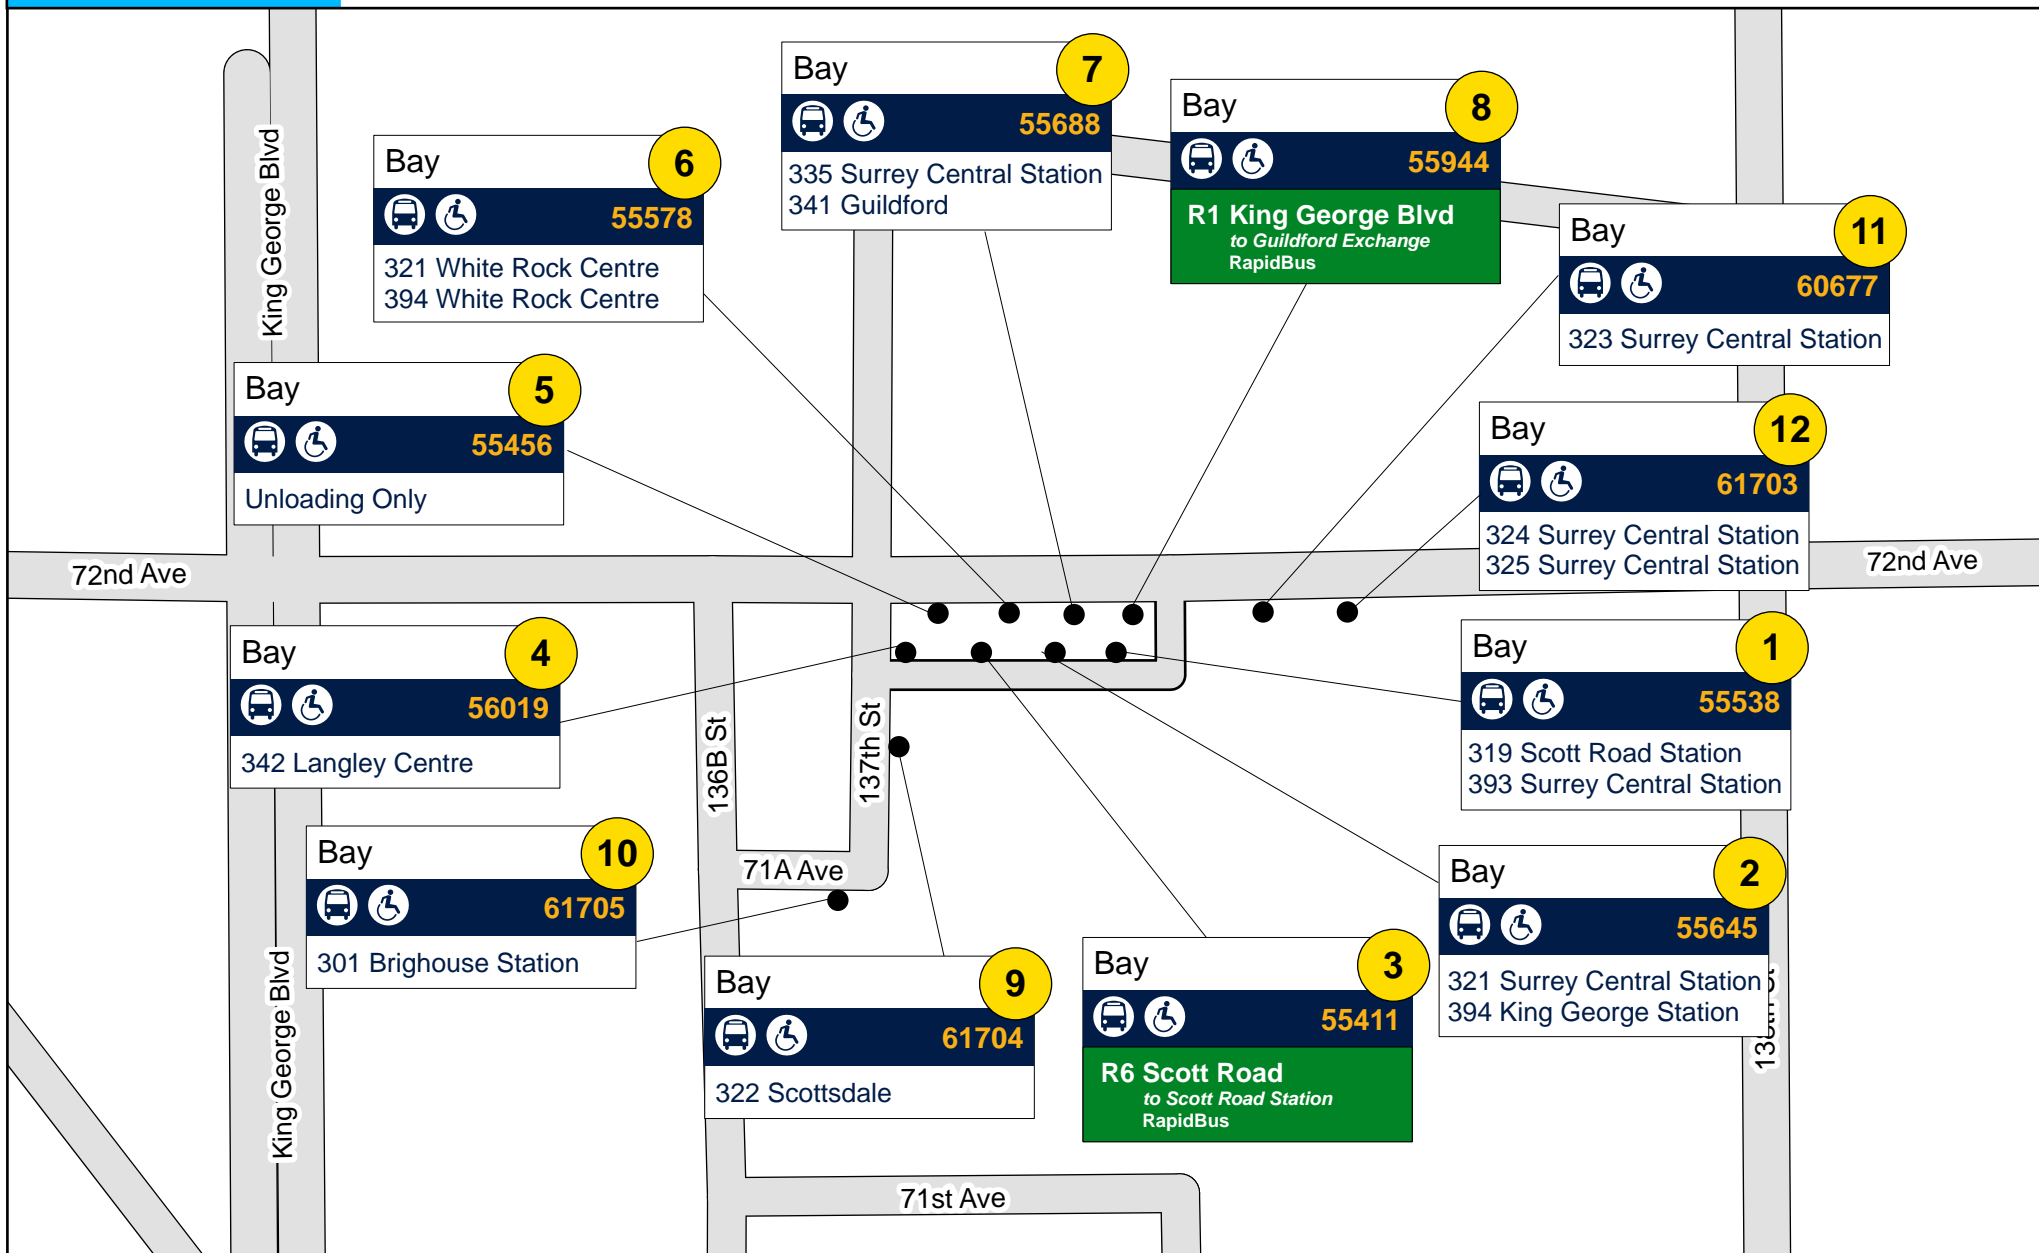 Bay 7
55688
335 Surrey Central Station
341 Guildford
Bay 8
55944
R1 King George Blvd
to Guildford Exchange
RapidBus
Bay 6
55578
321 White Rock Centre
394 White Rock Centre
Bay 11
60677
323 Surrey Central Station
King George Blvd
Bay 5
55456
Unloading Only
Bay 12
61703
324 Surrey Central Station
325 Surrey Central Station
72nd Ave
72nd Ave
Bay 4
56019
342 Langley Centre
Bay 1
55538
319 Scott Road Station
393 Surrey Central Station
136B St
137th St
71A Ave
Bay 10
61705
301 Brighouse Station
Bay 2
55645
321 Surrey Central Station
394 King George Station
Bay 9
61704
322 Scottsdale
Bay 3
55411
R6 Scott Road
to Scott Road Station
RapidBus
King George Blvd
71st Ave